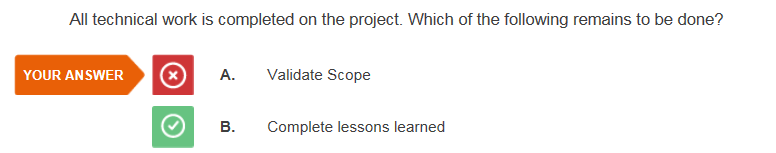 All technical work is completed on the project. Which of the following remains to be done?
YOUR ANSWER A. Validate Scope
B. Complete lessons learned